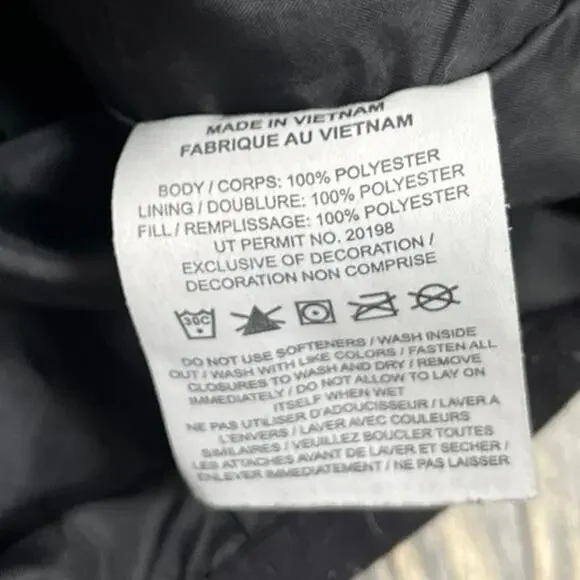 MADE IN VIETNAM
FABRIQUE AU VIETNAM
BODY / CORPS: 100% POLYESTER
LINING / DOUBLURE: 100% POLYESTER
FILL / REMPLISSAGE: 100% POLYESTER
UT PERMIT NO. 20198
EXCLUSIVE OF DECORATION /
DECORATION NON COMPRISE
30C
DO NOT USE SOFTENERS / WASH INSIDE
OUT / WASH WITH LIKE COLORS / FASTEN ALL
CLOSURES TO WASH AND DRY / REMOVE
IMMEDIATELY / DO NOT ALLOW TO LAY ON
ITSELF WHEN WET
NE PAS UTILISER D'ADOUCISSEUR / LAVER A
L'ENVERS / LAVER AVEC COULEURS
SIMILAIRES / VEUILLEZ BOUCLER TOUTES
LES ATTACHES AVANT DE LAVER ET SECHER /
ENLEVER IMMEDIATEMENT / NE PAS LAISSER